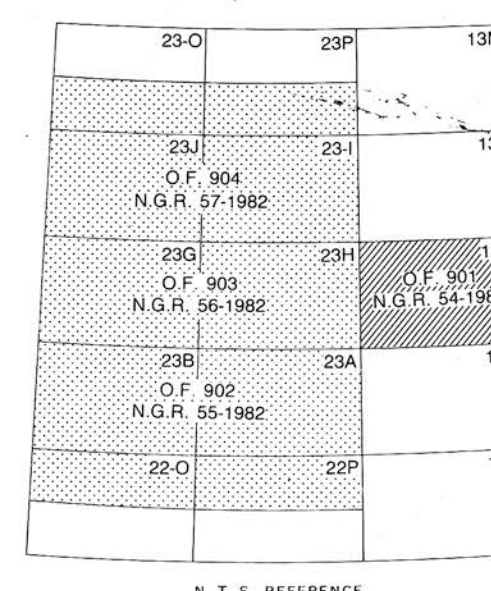 23-O 23P
23J 23-I
O.F. 904
N.G.R. 57-1982
23G 23H
O.F. 903 O.F. 901
N.G.R. 56-1982 N.G.R. 54-198
23B 23A
O.F. 902
N.G.R. 55-1982
22-O 22P
N.T.S. REFERENCE